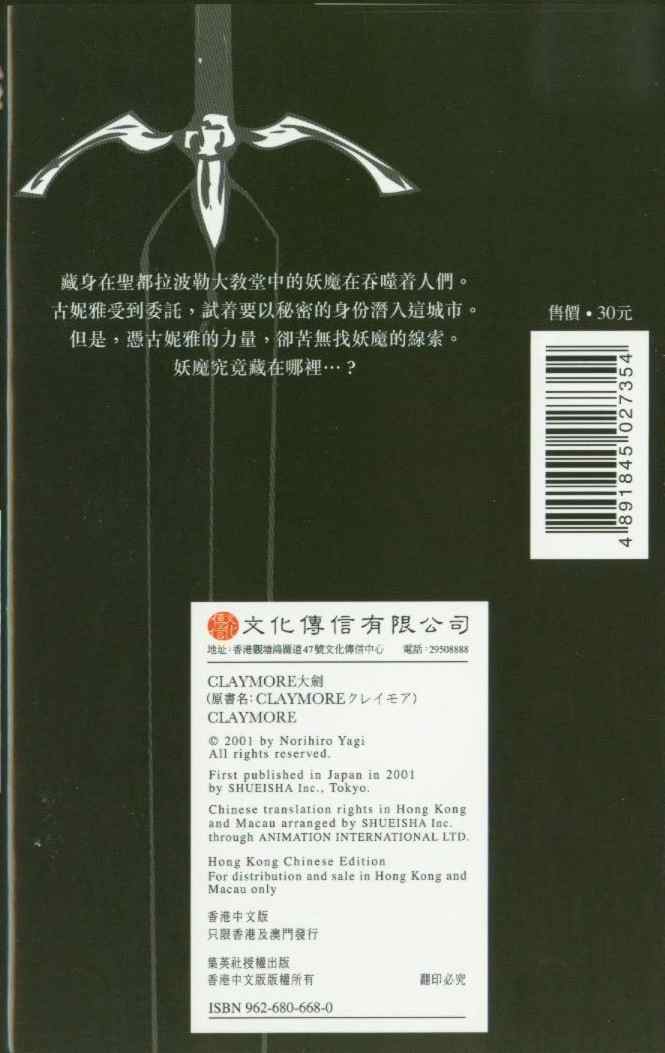 藏身在聖都拉波勒大教堂中的妖魔在吞噬着人們。
古妮雅受到委託，試着要以秘密的身份潛入這城市。
但是，憑古妮雅的力量，卻苦無找妖魔的線索。
妖魔究竟藏在哪裡…？
售價・30元
4 891845 027354
文化傳信有限公司
地址：香港觀塘鴻圖道47號文化傳信中心 電話：29508888
CLAYMORE大劍
（原書名：CLAYMOREクレイモア）
CLAYMORE
© 2001 by Norihiro Yagi
All rights reserved.
First published in Japan in 2001
by SHUEISHA Inc., Tokyo.
Chinese translation rights in Hong Kong
and Macau arranged by SHUEISHA Inc.
through ANIMATION INTERNATIONAL LTD.
Hong Kong Chinese Edition
For distribution and sale in Hong Kong and
Macau only
香港中文版
只限香港及澳門發行
集英社授權出版
香港中文版版權所有 翻印必究
ISBN 962-680-668-0